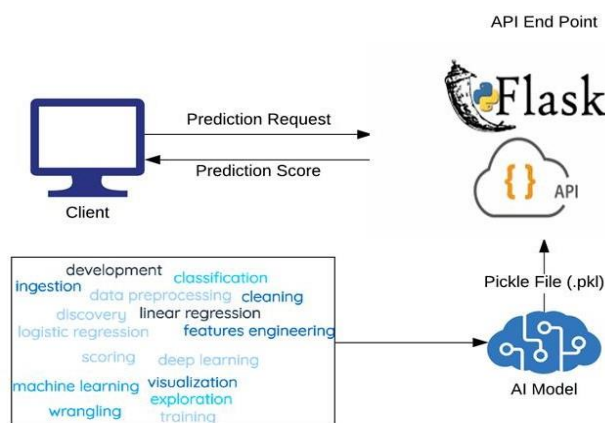 API End Point
Flask
Prediction Request
Prediction Score
{ } API
Client
development
classification
ingestion
data preprocessing
cleaning
discovery
linear regression
logistic regression
features engineering
scoring
deep learning
machine learning
visualization
exploration
wrangling
training
Pickle File (.pkl)
AI Model